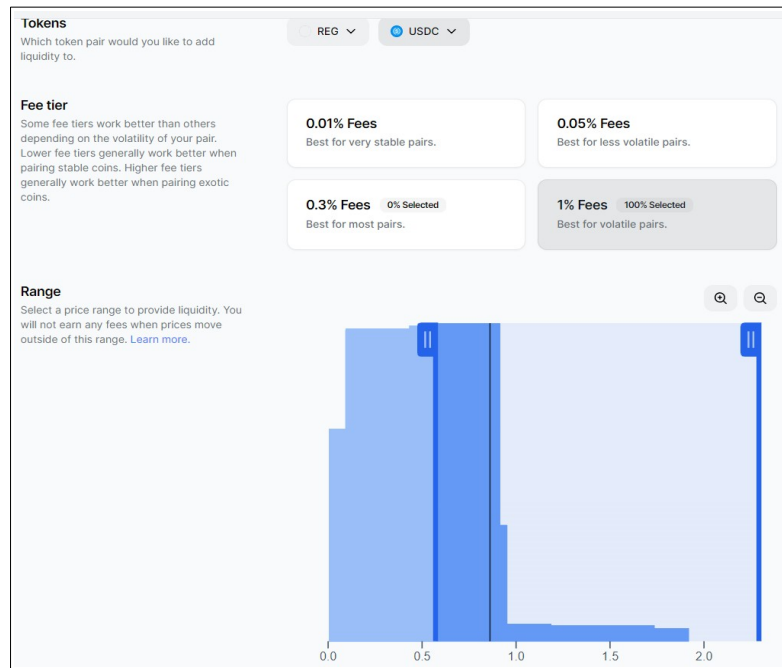 Tokens
Which token pair would you like to add
liquidity to.
REG
USDC
Fee tier
Some fee tiers work better than others
depending on the volatility of your pair.
Lower fee tiers generally work better when
pairing stable coins. Higher fee tiers
generally work better when pairing exotic
coins.
0.01% Fees
Best for very stable pairs.
0.05% Fees
Best for less volatile pairs.
0.3% Fees 0% Selected
Best for most pairs.
1% Fees 100% Selected
Best for volatile pairs.
Range
Select a price range to provide liquidity. You
will not earn any fees when prices move
outside of this range. Learn more.
0.0 0.5 1.0 1.5 2.0